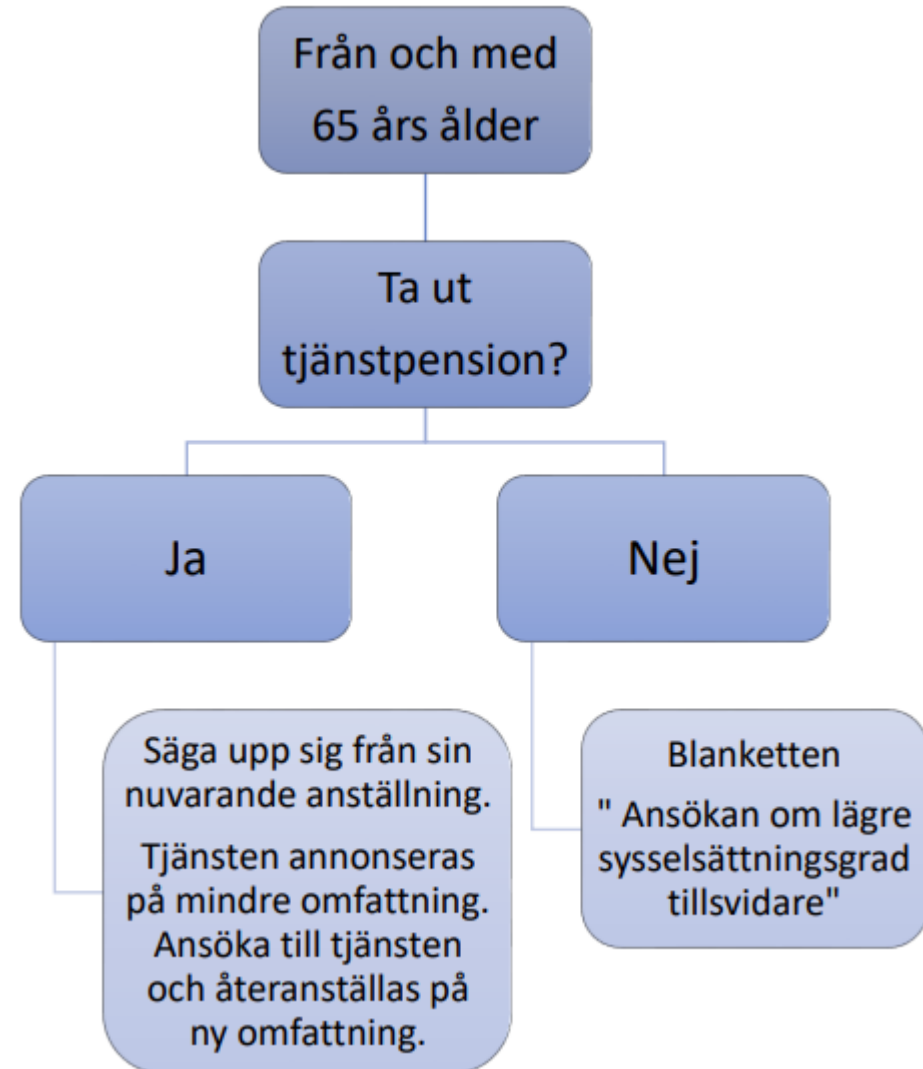 Från och med
65 års ålder
Ta ut
tjänstpension?
Ja
Nej
Säga upp sig från sin
nuvarande anställning.
Tjänsten annonseras
på mindre omfattning.
Ansöka till tjänsten
och återanställas på
ny omfattning.
Blanketten
" Ansökan om lägre
sysselsättningsgrad
tillsvidare"